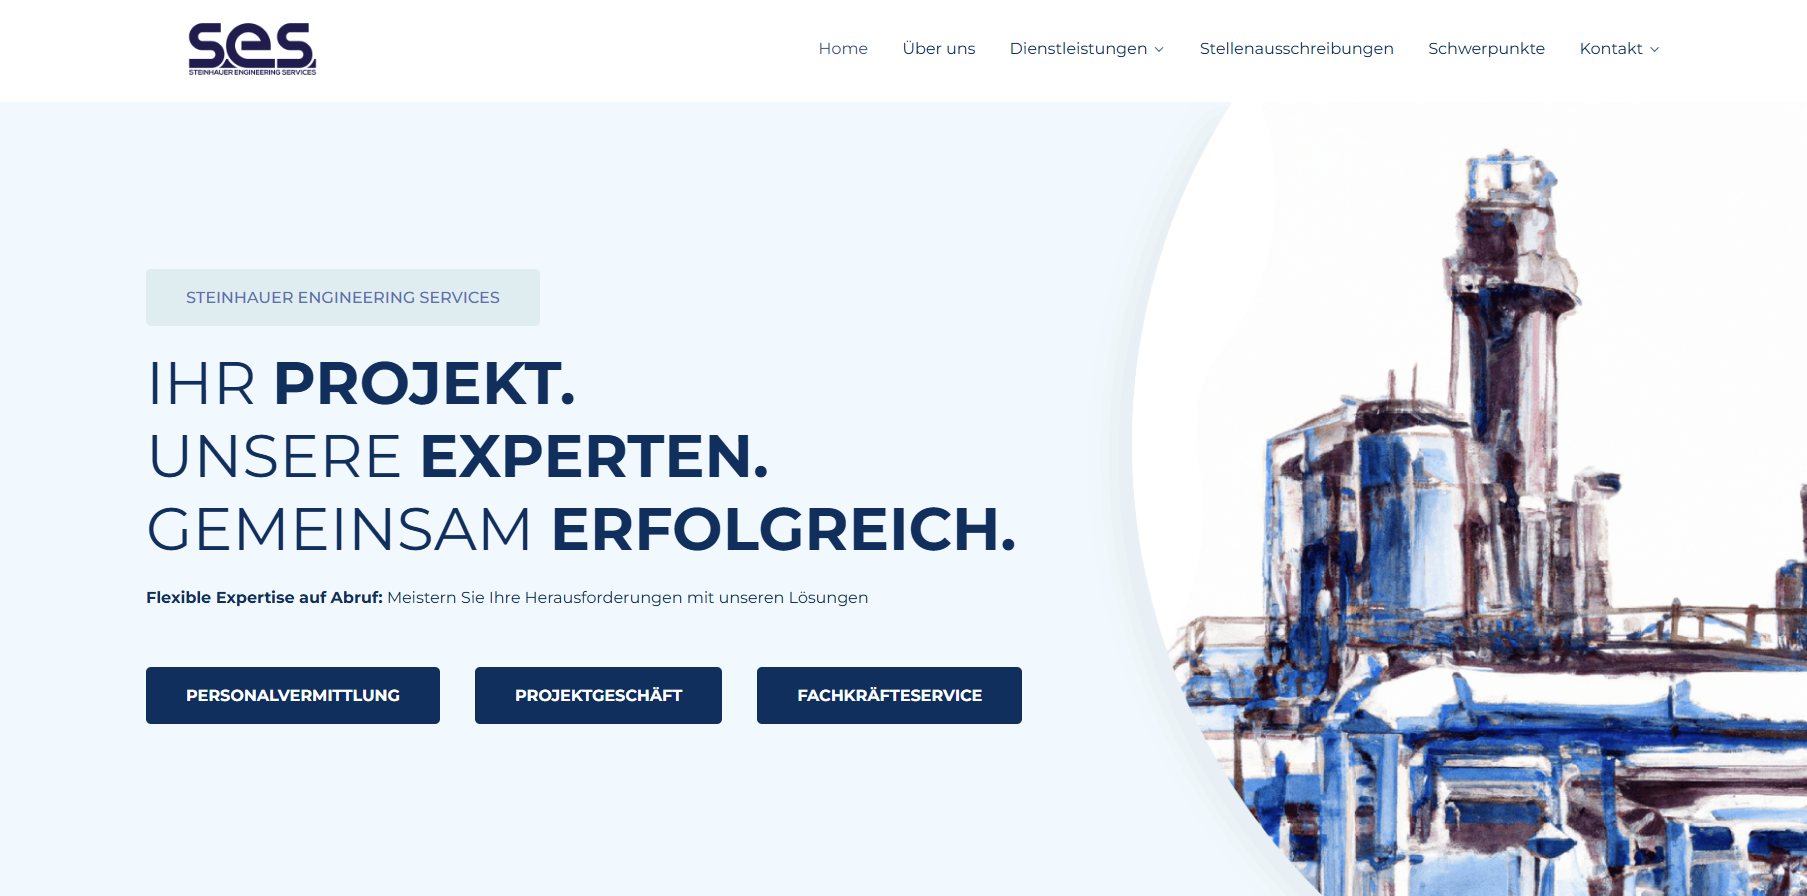 s.e.s.
STEINHAUER ENGINEERING SERVICES
Home Über uns Dienstleistungen Stellenausschreibungen Schwerpunkte Kontakt
STEINHAUER ENGINEERING SERVICES
IHR PROJEKT.
UNSERE EXPERTEN.
GEMEINSAM ERFOLGREICH.
Flexible Expertise auf Abruf: Meistern Sie Ihre Herausforderungen mit unseren Lösungen
PERSONALVERMITTLUNG PROJEKTGESCHÄFT FACHKRÄFTESERVICE